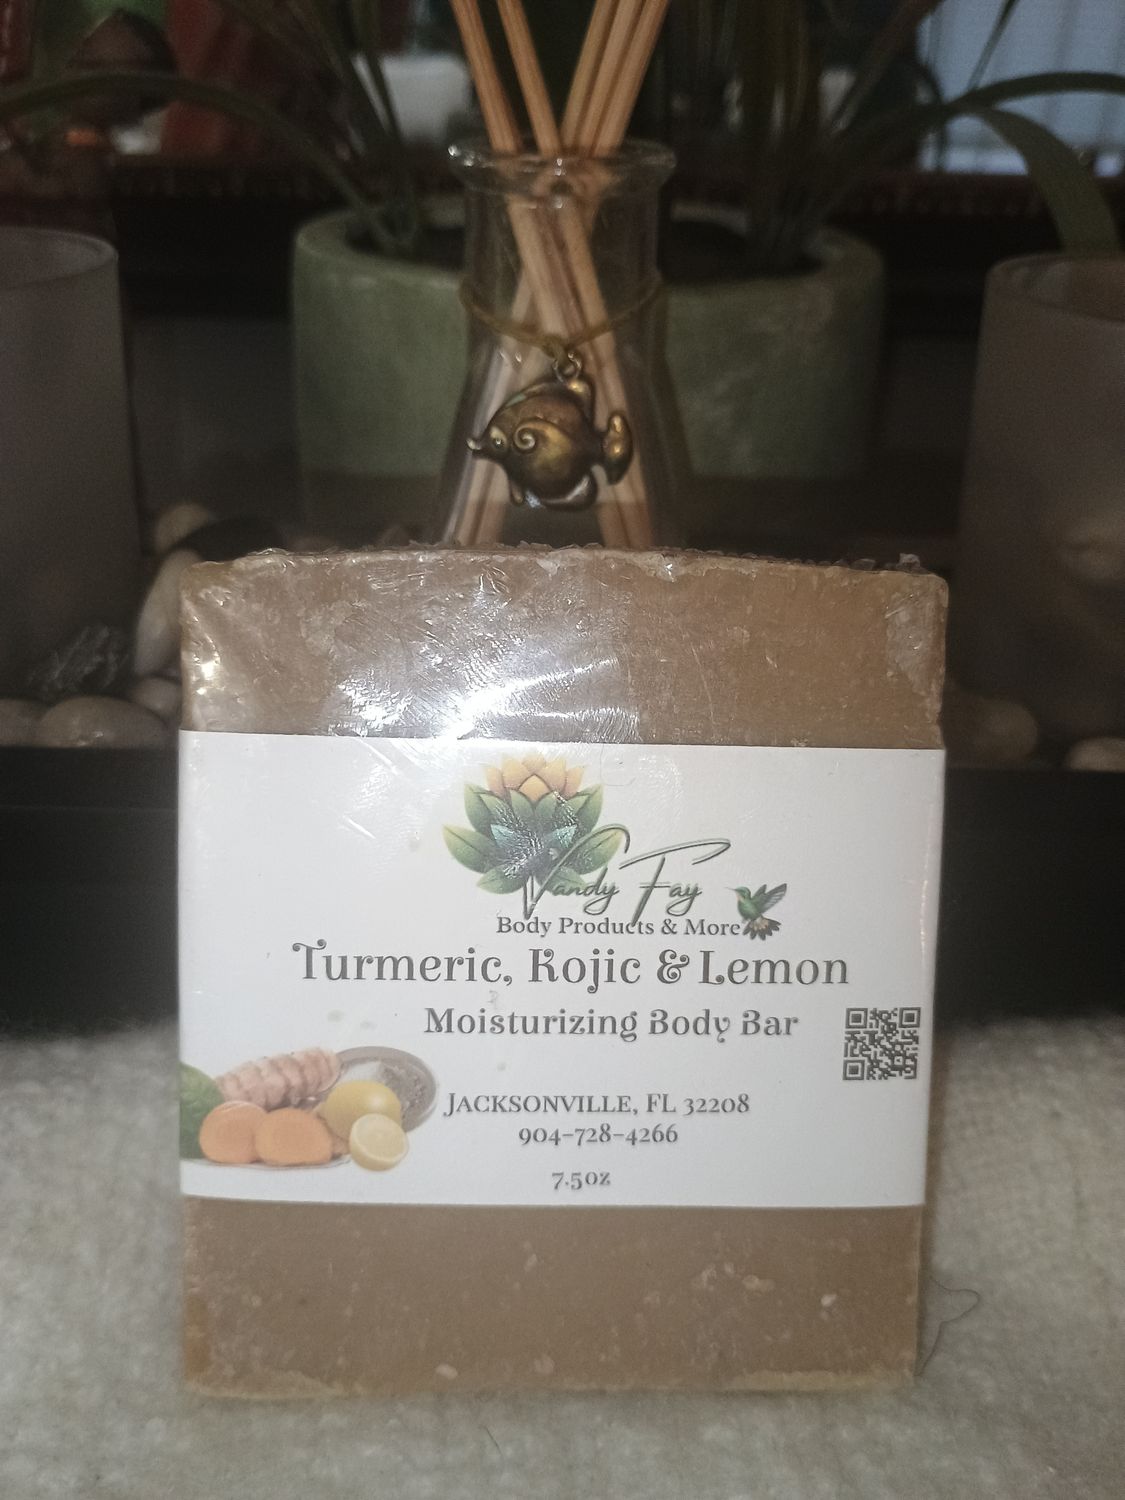 Vandy Fay
Body Products & More
Turmeric, Kojic & Lemon
Moisturizing Body Bar
Jacksonville, FL 32208
904-728-4266
7.5oz